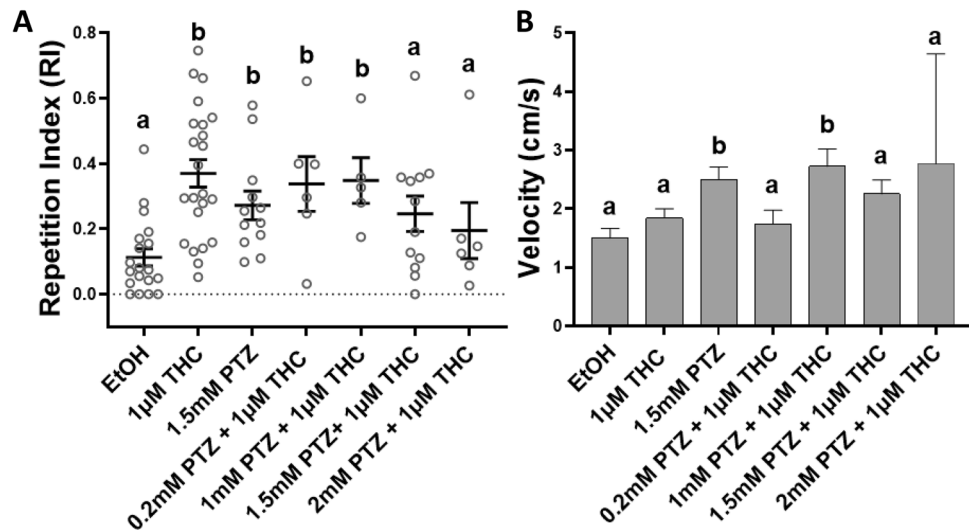 A
Repetition Index (RI)
0.8
0.6
0.4
0.2
0.0
a
b
b
b
b
a
a
EtOH
1µM THC
1.5mM PTZ
0.2mM PTZ + 1µM THC
1mM PTZ + 1µM THC
1.5mM PTZ+ 1µM THC
2mM PTZ + 1µM THC
B
Velocity (cm/s)
5
4
3
2
1
0
a
a
b
a
b
a
a
EtOH
1µM THC
1.5mM PTZ
0.2mM PTZ + 1µM THC
1mM PTZ + 1µM THC
1.5mM PTZ + 1µM THC
2mM PTZ + 1µM THC